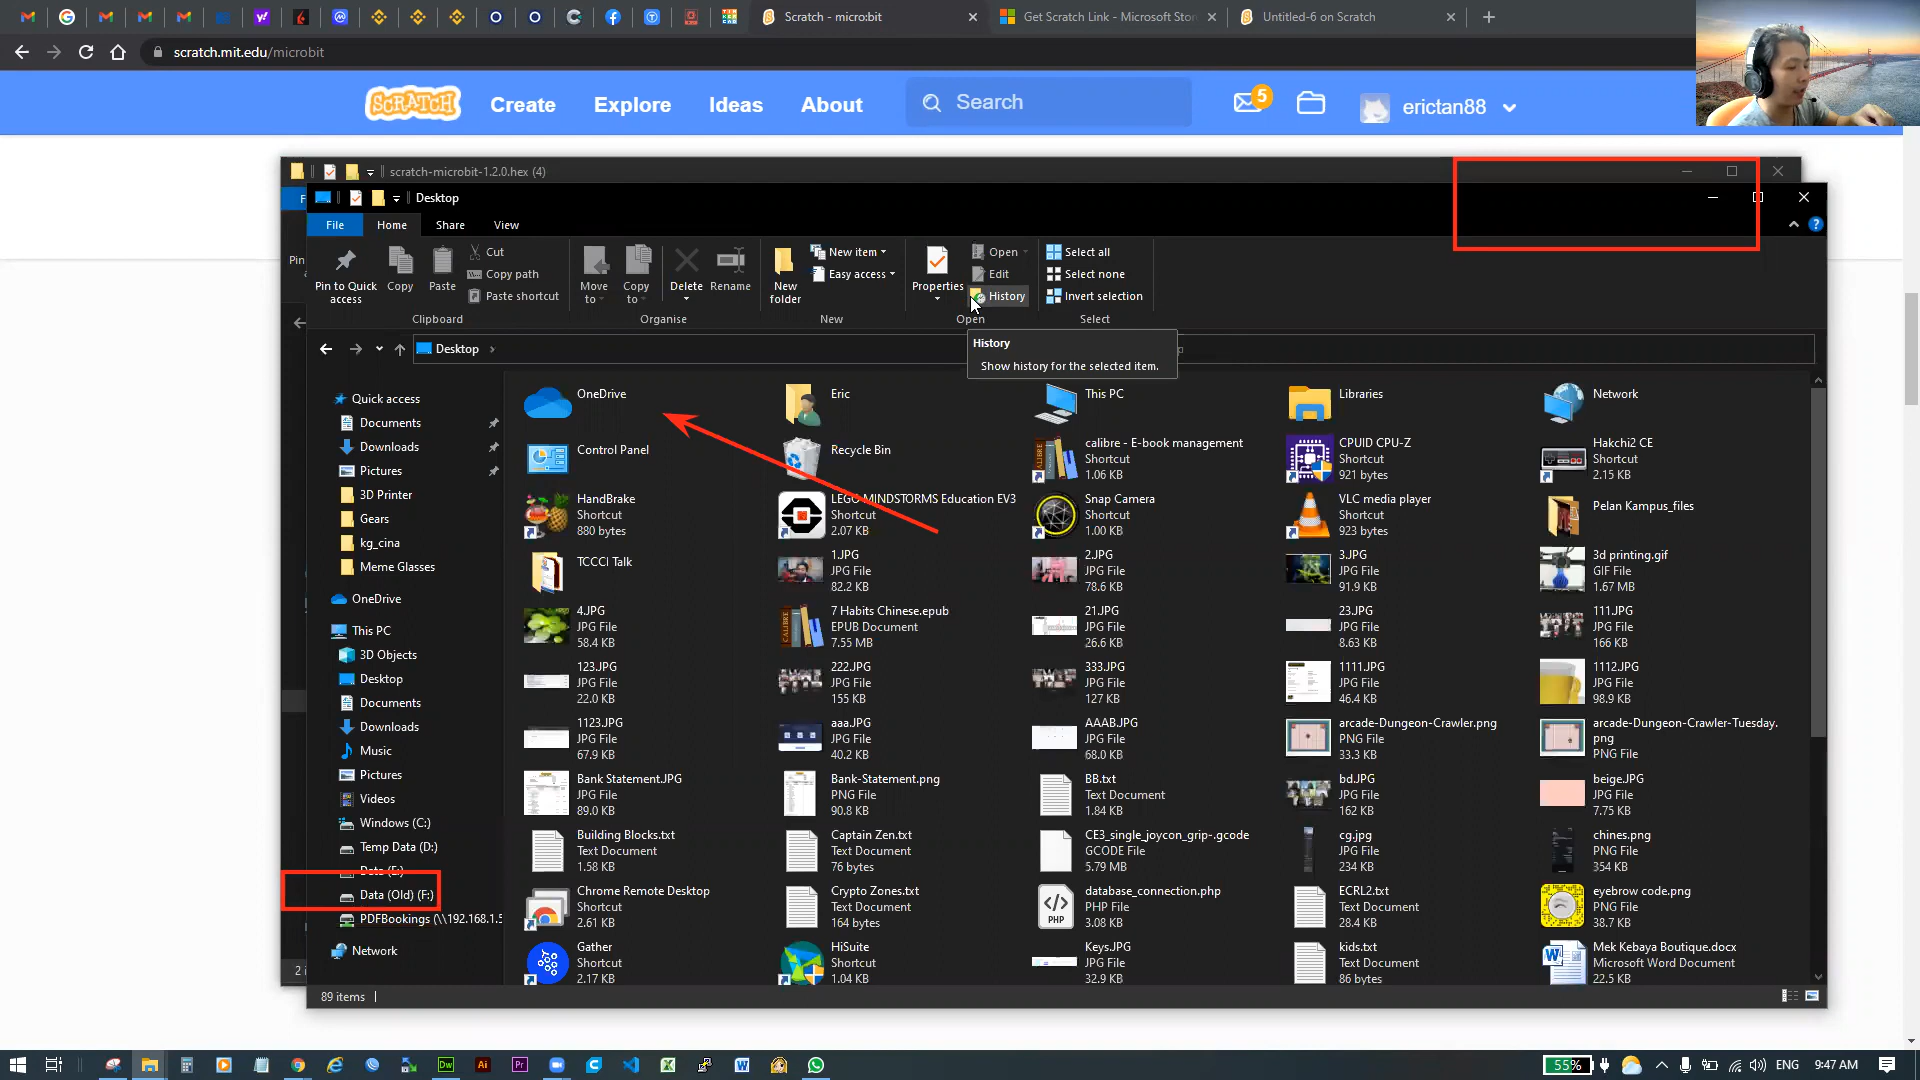 Scratch - micro:bit
Get Scratch Link - Microsoft Stor
Untitled-6 on Scratch
scratch.mit.edu/microbit
SCRATCH
Create
Explore
Ideas
About
Search
5
erictan88
scratch-microbit-1.2.0.hex (4)
Desktop
File
Home
Share
View
Pin to Quick access
Copy
Paste
Cut
Copy path
Paste shortcut
Clipboard
Move to
Copy to
Delete
Rename
Organise
New folder
New item
Easy access
New
Properties
Open
Edit
History
Open
Select all
Select none
Invert selection
Select
Desktop
History
Show history for the selected item.
Quick access
Documents
Downloads
Pictures
3D Printer
Gears
kg_cina
Meme Glasses
OneDrive
This PC
3D Objects
Desktop
Documents
Downloads
Music
Pictures
Videos
Windows (C:)
Temp Data (D:)
Data (E:)
Data (Old) (F:)
PDFBookings (\\192.168.1.5
Network
OneDrive
Eric
This PC
Libraries
Network
Control Panel
Recycle Bin
calibre - E-book management
Shortcut
1.06 KB
CPUID CPU-Z
Shortcut
921 bytes
Hakchi2 CE
Shortcut
2.15 KB
HandBrake
Shortcut
880 bytes
LEGO MINDSTORMS Education EV3
Shortcut
2.07 KB
Snap Camera
Shortcut
1.00 KB
VLC media player
Shortcut
923 bytes
Pelan Kampus_files
TCCCI Talk
1.JPG
JPG File
82.2 KB
2.JPG
JPG File
78.6 KB
3.JPG
JPG File
91.9 KB
3d printing.gif
GIF File
1.67 MB
4.JPG
JPG File
58.4 KB
7 Habits Chinese.epub
EPUB Document
7.55 MB
21.JPG
JPG File
26.6 KB
23.JPG
JPG File
8.63 KB
111.JPG
JPG File
166 KB
123.JPG
JPG File
22.0 KB
222.JPG
JPG File
155 KB
333.JPG
JPG File
127 KB
1111.JPG
JPG File
46.4 KB
1112.JPG
JPG File
98.9 KB
1123.JPG
JPG File
67.9 KB
aaa.JPG
JPG File
40.2 KB
AAAB.JPG
JPG File
68.0 KB
arcade-Dungeon-Crawler.png
PNG File
33.3 KB
arcade-Dungeon-Crawler-Tuesday.
png
PNG File
Bank Statement.JPG
JPG File
89.0 KB
Bank-Statement.png
PNG File
90.8 KB
BB.txt
Text Document
1.84 KB
bd.JPG
JPG File
162 KB
beige.JPG
JPG File
7.75 KB
Building Blocks.txt
Text Document
1.58 KB
Captain Zen.txt
Text Document
76 bytes
CE3_single_joycon_grip-.gcode
GCODE File
5.79 MB
cg.jpg
JPG File
234 KB
chines.png
PNG File
354 KB
Chrome Remote Desktop
Shortcut
2.61 KB
Crypto Zones.txt
Text Document
164 bytes
database_connection.php
PHP File
3.08 KB
ECRL2.txt
Text Document
28.4 KB
eyebrow code.png
PNG File
38.7 KB
Gather
Shortcut
2.17 KB
HiSuite
Shortcut
1.04 KB
Keys.JPG
JPG File
32.9 KB
kids.txt
Text Document
86 bytes
Mek Kebaya Boutique.docx
Microsoft Word Document
22.5 KB
89 items
55%
ENG
9:47 AM